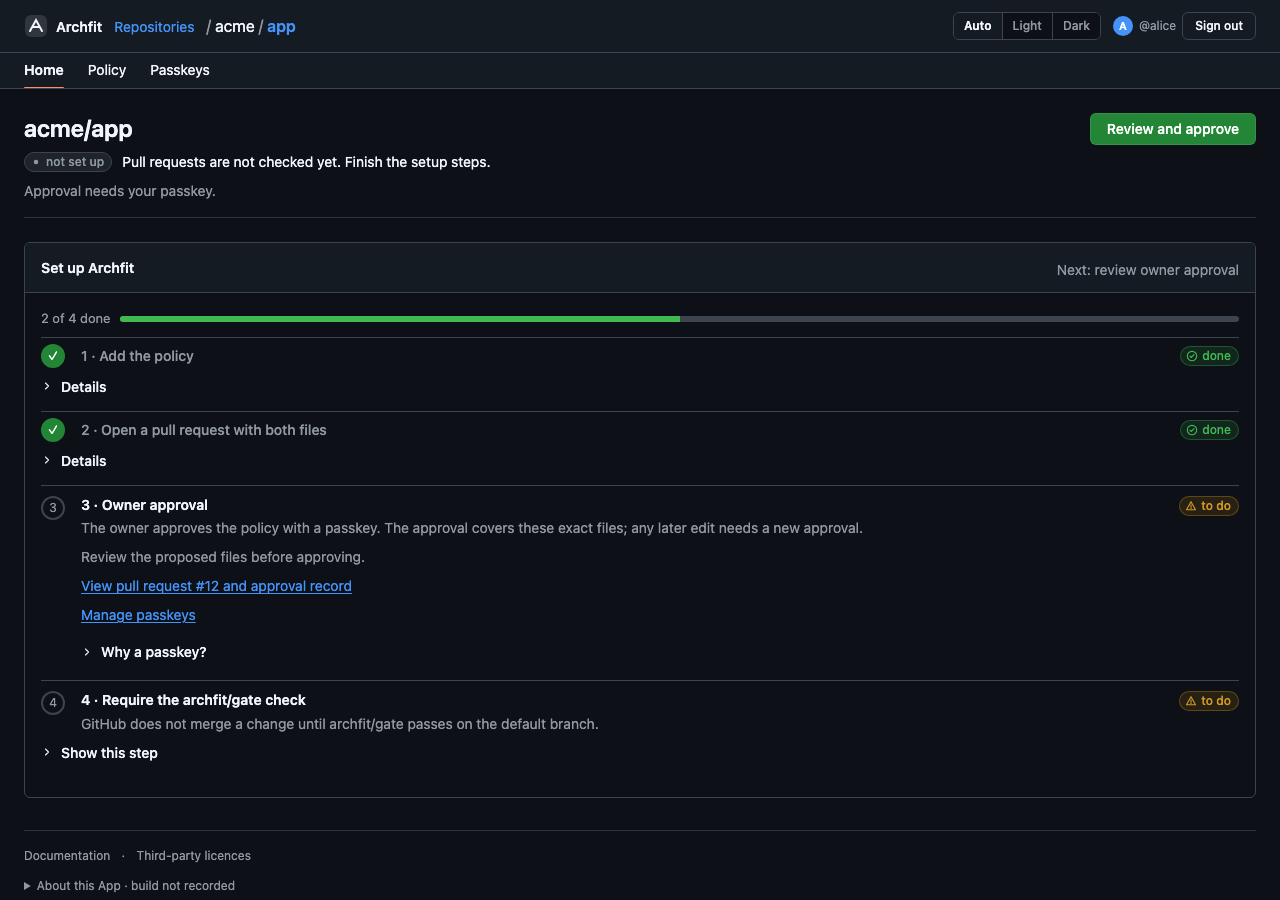 Archfit Repositories / acme / app
Auto Light Dark A @alice Sign out
Home Policy Passkeys
acme/app
Review and approve
not set up Pull requests are not checked yet. Finish the setup steps.
Approval needs your passkey.
Set up Archfit
Next: review owner approval
2 of 4 done
1 · Add the policy
done
Details
2 · Open a pull request with both files
done
Details
3
3 · Owner approval
to do
The owner approves the policy with a passkey. The approval covers these exact files; any later edit needs a new approval.
Review the proposed files before approving.
View pull request #12 and approval record
Manage passkeys
Why a passkey?
4
4 · Require the archfit/gate check
to do
GitHub does not merge a change until archfit/gate passes on the default branch.
Show this step
Documentation · Third-party licences
About this App · build not recorded